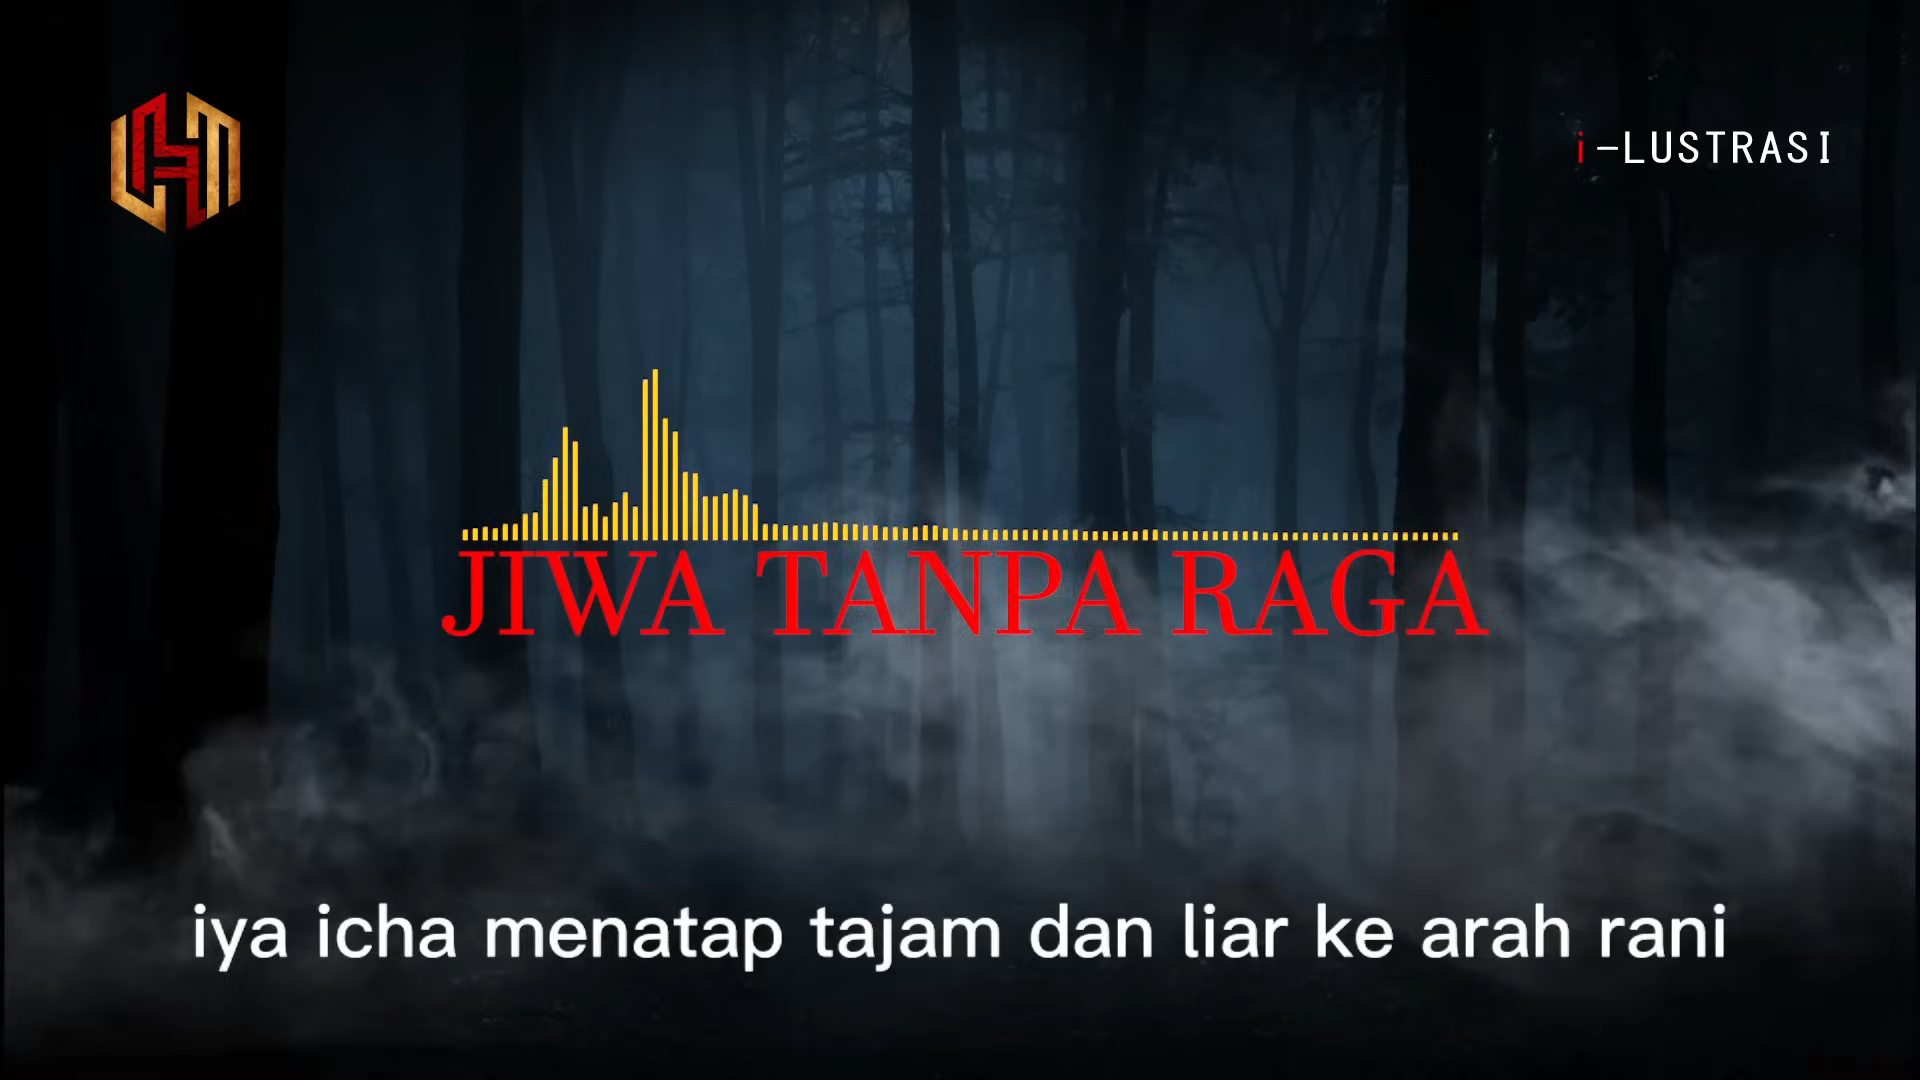 i-LUSTRASI
JIWA TANPA RAGA
iya icha menatap tajam dan liar ke arah rani